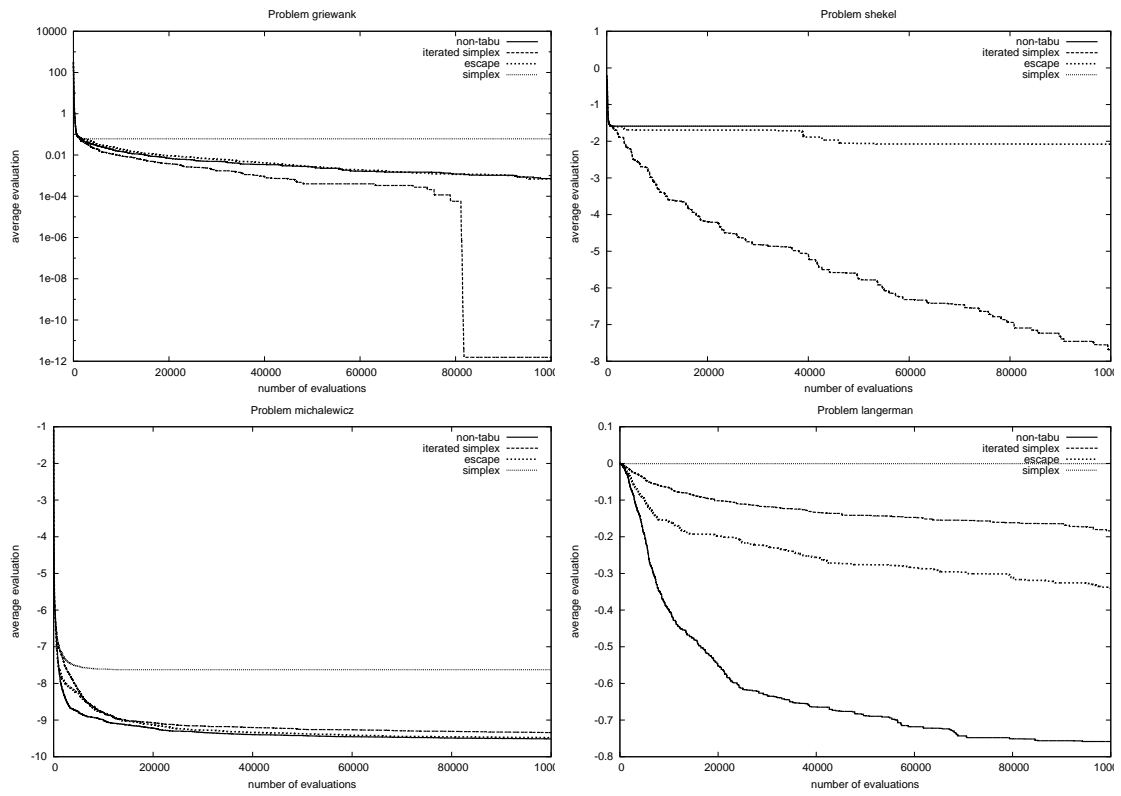 Problem griewank
10000
100
1
0.01
1e-04
1e-06
1e-08
1e-10
1e-12
average evaluation
non-tabu
iterated simplex
escape
simplex
0 20000 40000 60000 80000 1000
number of evaluations
Problem shekel
1
0
-1
-2
-3
-4
-5
-6
-7
-8
average evaluation
non-tabu
iterated simplex
escape
simplex
0 20000 40000 60000 80000 1000
number of evaluations
Problem michalewicz
-1
-2
-3
-4
-5
-6
-7
-8
-9
-10
average evaluation
non-tabu
iterated simplex
escape
simplex
0 20000 40000 60000 80000 1000
number of evaluations
Problem langerman
0.1
0
-0.1
-0.2
-0.3
-0.4
-0.5
-0.6
-0.7
-0.8
average evaluation
non-tabu
iterated simplex
escape
simplex
0 20000 40000 60000 80000 1000
number of evaluations